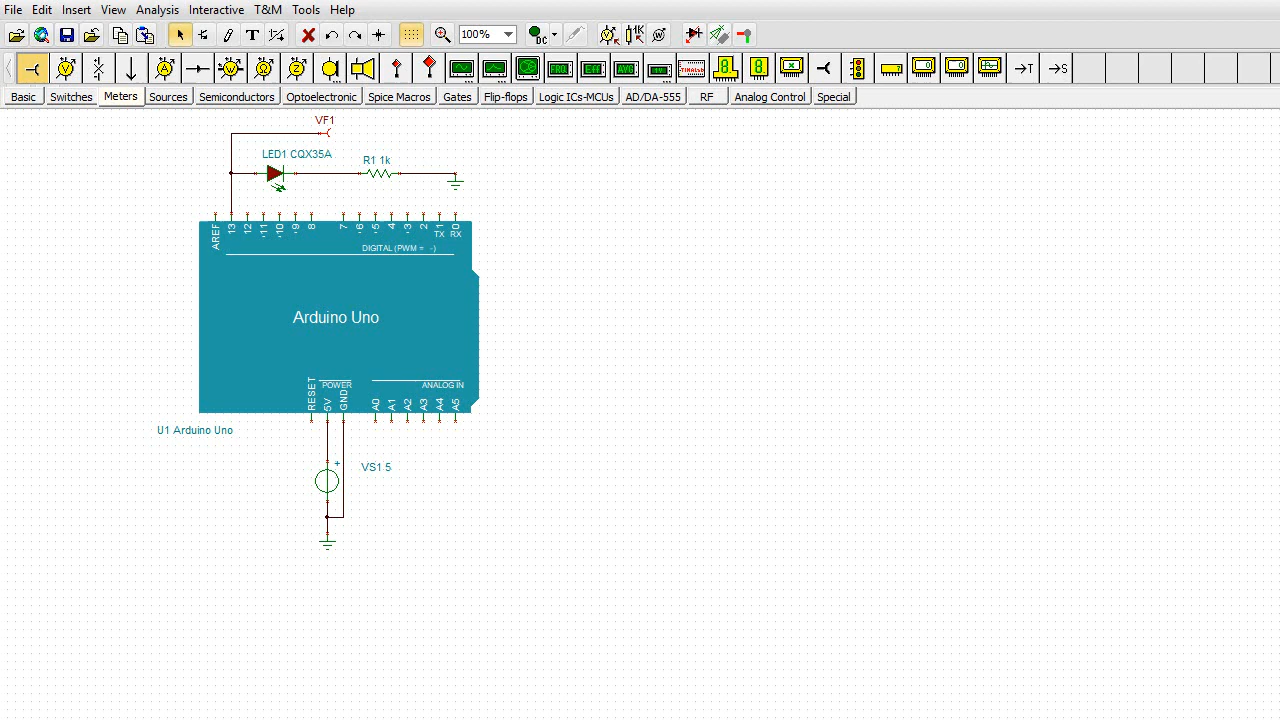 File Edit Insert View Analysis Interactive T&M Tools Help
100% DC
Basic Switches Meters Sources Semiconductors Optoelectronic Spice Macros Gates Flip-flops Logic ICs-MCUs AD/DA-555 RF Analog Control Special
VF1
LED1 CQX35A
R1 1k
AREF 13 12 -11 -10 -9 8 7 -6 -5 4 -3 2 1 0
TX RX
DIGITAL (PWM = -)
Arduino Uno
RESET 5V GND A0 A1 A2 A3 A4 A5
POWER ANALOG IN
U1 Arduino Uno
+
VS1 5